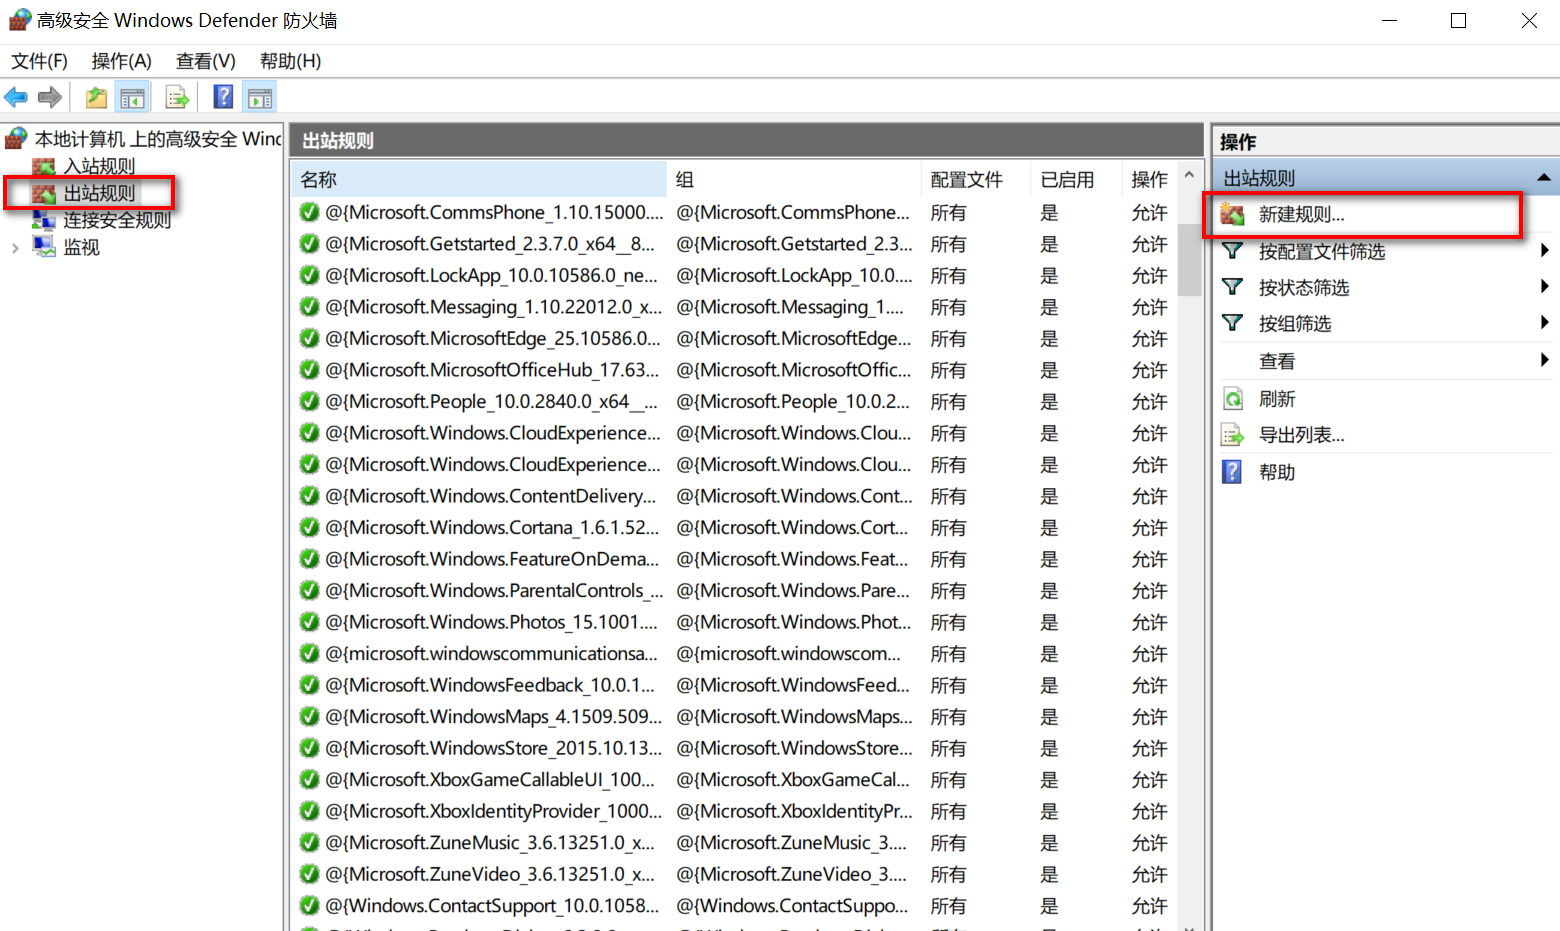 高级安全 Windows Defender 防火墙
文件(F) 操作(A) 查看(V) 帮助(H)
本地计算机 上的高级安全 Wind
入站规则
出站规则
连接安全规则
监视
出站规则
名称 组 配置文件 已启用 操作
@{Microsoft.CommsPhone_1.10.15000.... @{Microsoft.CommsPhone... 所有 是 允许
@{Microsoft.Getstarted_2.3.7.0_x64__8... @{Microsoft.Getstarted_2.3... 所有 是 允许
@{Microsoft.LockApp_10.0.10586.0_ne... @{Microsoft.LockApp_10.0.... 所有 是 允许
@{Microsoft.Messaging_1.10.22012.0_x... @{Microsoft.Messaging_1.... 所有 是 允许
@{Microsoft.MicrosoftEdge_25.10586.0... @{Microsoft.MicrosoftEdge... 所有 是 允许
@{Microsoft.MicrosoftOfficeHub_17.63... @{Microsoft.MicrosoftOffic... 所有 是 允许
@{Microsoft.People_10.0.2840.0_x64__... @{Microsoft.People_10.0.2... 所有 是 允许
@{Microsoft.Windows.CloudExperience... @{Microsoft.Windows.Clou... 所有 是 允许
@{Microsoft.Windows.CloudExperience... @{Microsoft.Windows.Clou... 所有 是 允许
@{Microsoft.Windows.ContentDelivery... @{Microsoft.Windows.Cont... 所有 是 允许
@{Microsoft.Windows.Cortana_1.6.1.52... @{Microsoft.Windows.Cort... 所有 是 允许
@{Microsoft.Windows.FeatureOnDema... @{Microsoft.Windows.Feat... 所有 是 允许
@{Microsoft.Windows.ParentalControls_... @{Microsoft.Windows.Pare... 所有 是 允许
@{Microsoft.Windows.Photos_15.1001.... @{Microsoft.Windows.Phot... 所有 是 允许
@{microsoft.windowscommunicationsa... @{microsoft.windowscom... 所有 是 允许
@{Microsoft.WindowsFeedback_10.0.1... @{Microsoft.WindowsFeed... 所有 是 允许
@{Microsoft.WindowsMaps_4.1509.509... @{Microsoft.WindowsMaps... 所有 是 允许
@{Microsoft.WindowsStore_2015.10.13... @{Microsoft.WindowsStore... 所有 是 允许
@{Microsoft.XboxGameCallableUI_100... @{Microsoft.XboxGameCal... 所有 是 允许
@{Microsoft.XboxIdentityProvider_1000... @{Microsoft.XboxIdentityPr... 所有 是 允许
@{Microsoft.ZuneMusic_3.6.13251.0_x... @{Microsoft.ZuneMusic_3.... 所有 是 允许
@{Microsoft.ZuneVideo_3.6.13251.0_x... @{Microsoft.ZuneVideo_3.... 所有 是 允许
@{Windows.ContactSupport_10.0.1058... @{Windows.ContactSuppo... 所有 是 允许
操作
出站规则
新建规则...
按配置文件筛选
按状态筛选
按组筛选
查看
刷新
导出列表...
帮助